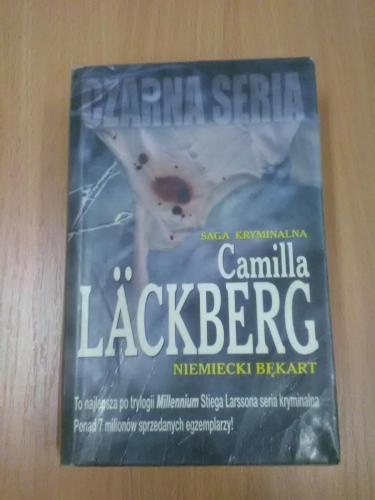 CZARNA SERIA
SAGA KRYMINALNA
Camilla
LÄCKBERG
NIEMIECKI BĘKART
To najlepsza po trylogii Millennium Stiega Larssona seria kryminalna
Ponad 7 milionów sprzedanych egzemplarzy!